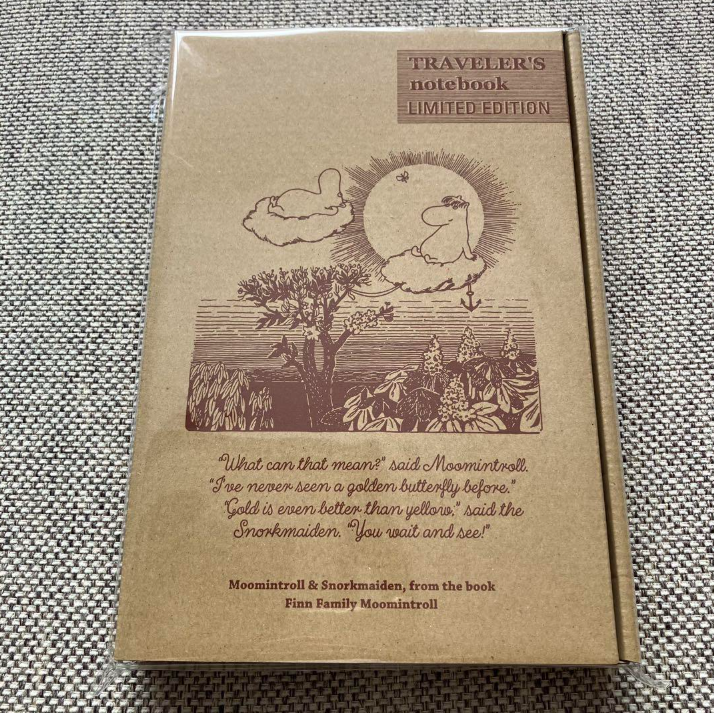 TRAVELER'S
notebook
LIMITED EDITION
"What can that mean?" said Moomintroll.
"I've never seen a golden butterfly before."
"Gold is even better than yellow," said the
Snorkmaiden. "You wait and see!"
Moomintroll & Snorkmaiden, from the book
Finn Family Moomintroll